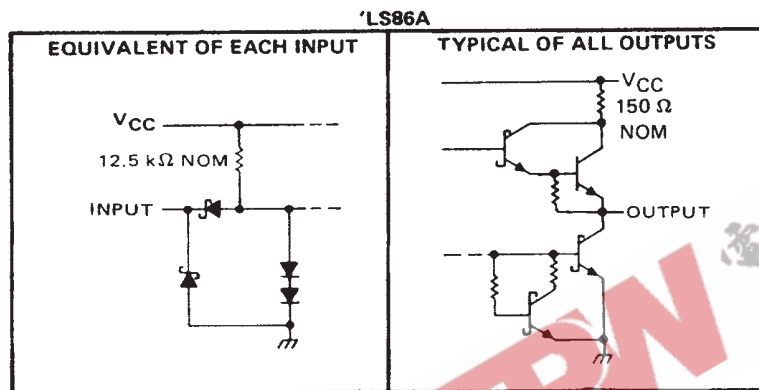 'LS86A
EQUIVALENT OF EACH INPUT
VCC
12.5 kΩ NOM
INPUT
TYPICAL OF ALL OUTPUTS
VCC
150 Ω
NOM
OUTPUT